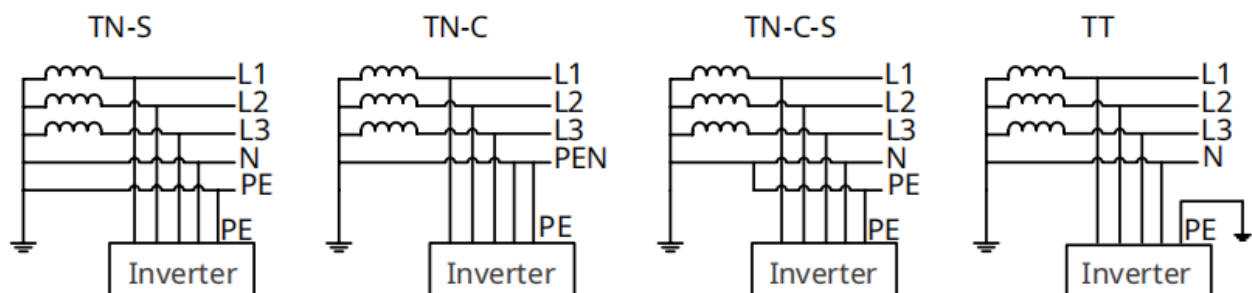 TN-S TN-C TN-C-S TT
L1 L1 L1 L1
L2 L2 L2 L2
L3 L3 L3 L3
N PEN N N
PE PE
PE PE PE PE
Inverter Inverter Inverter Inverter